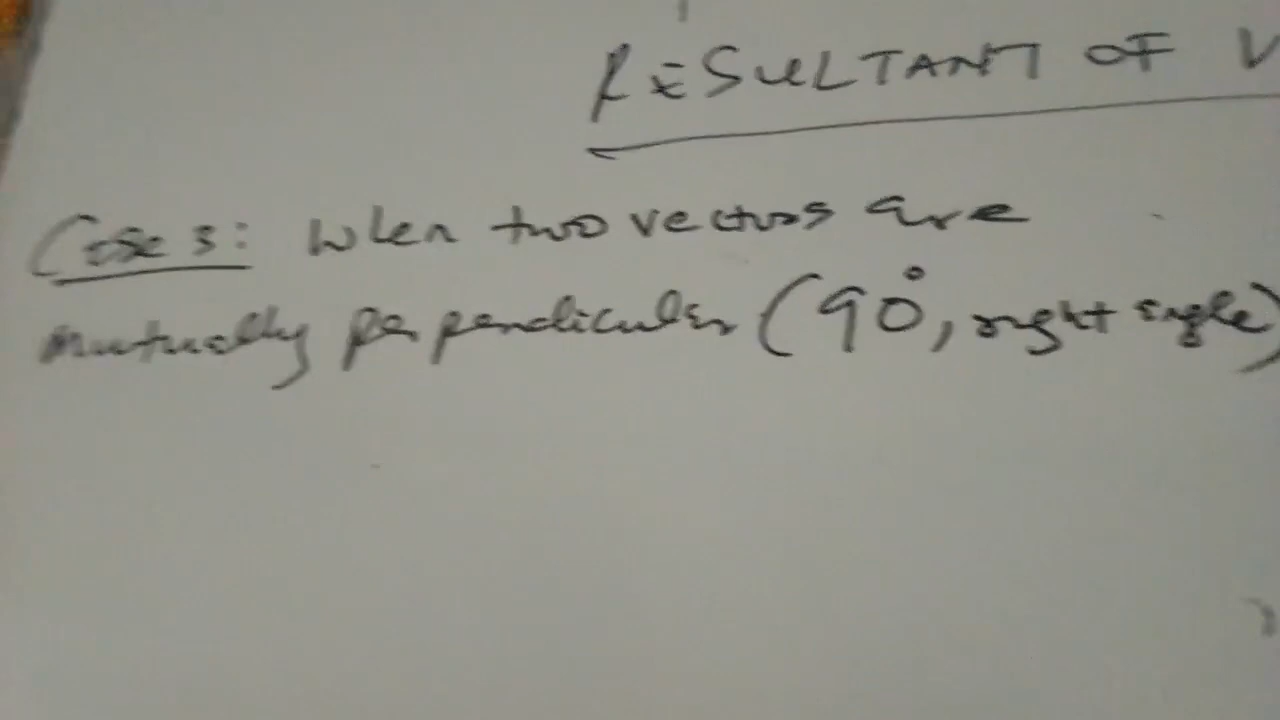 RESULTANT OF V
Case 3: When two vectors are
mutually perpendicular (90°, right angle)